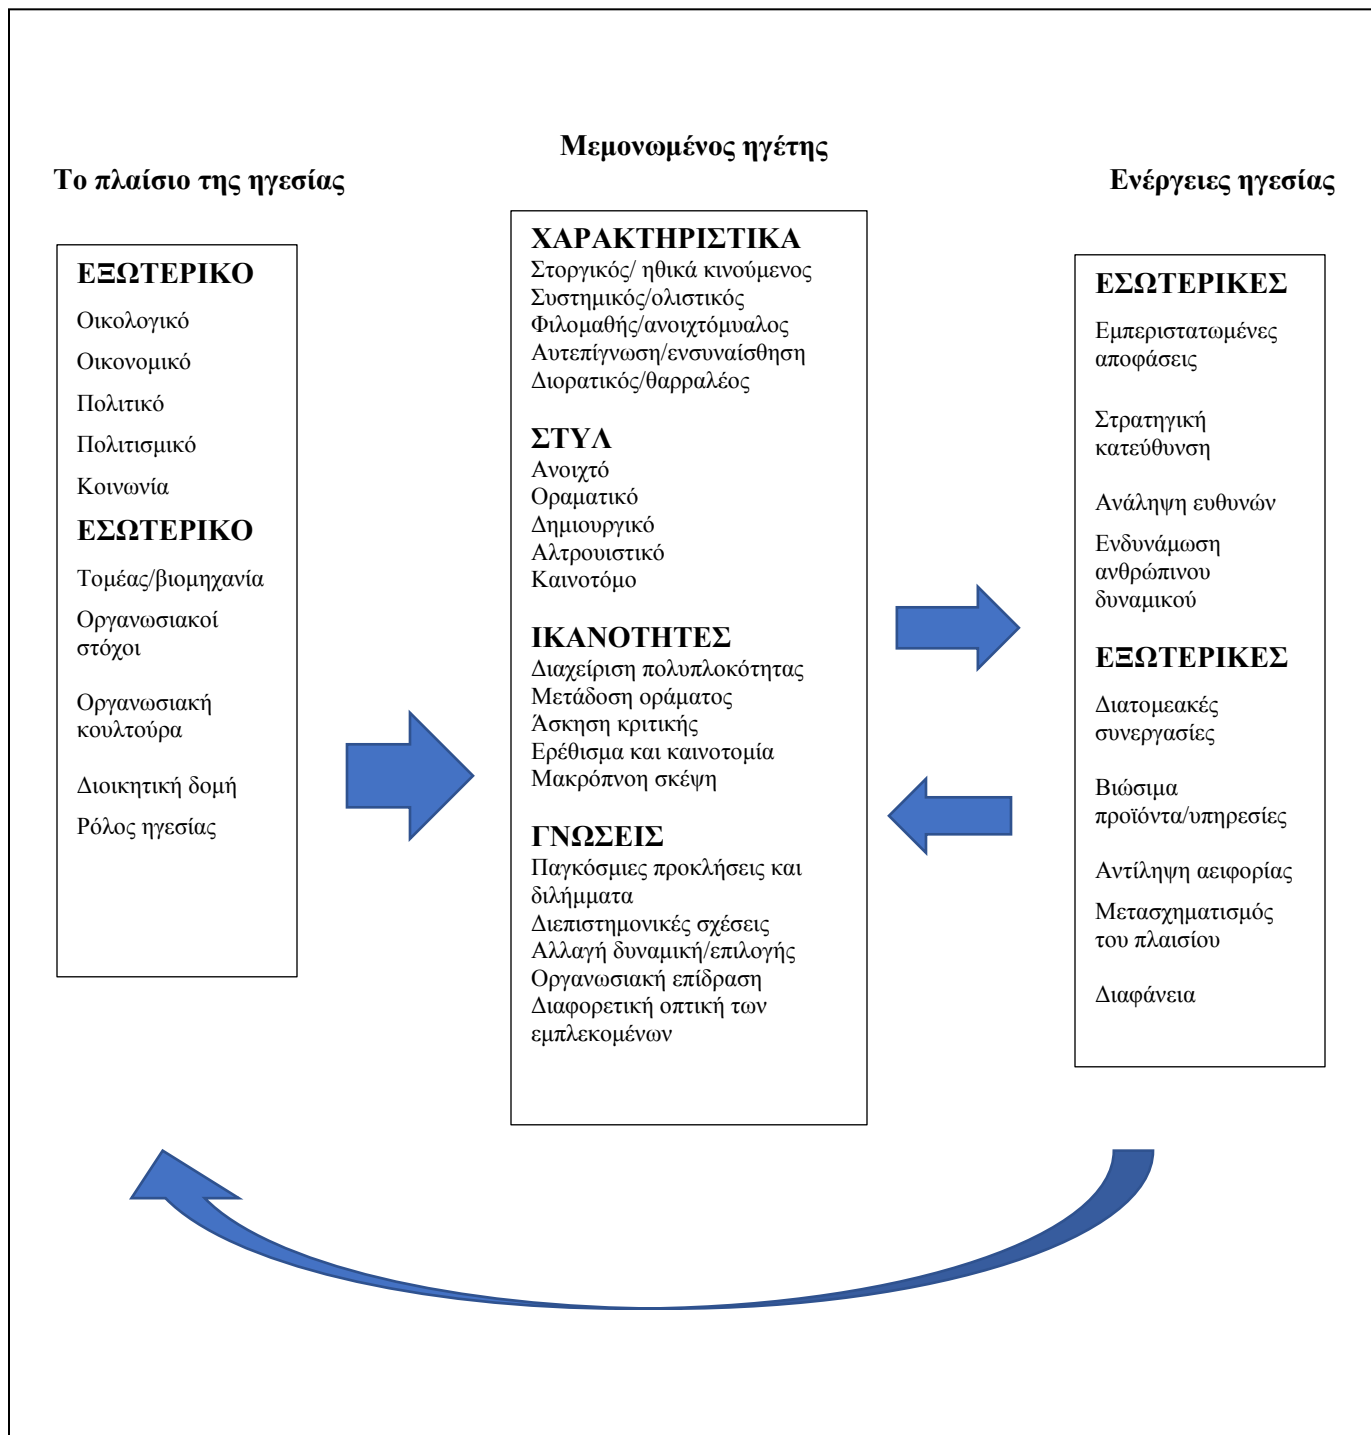 Το πλαίσιο της ηγεσίας
ΕΞΩΤΕΡΙΚΟ
Οικολογικό
Οικονομικό
Πολιτικό
Πολιτισμικό
Κοινωνία
ΕΣΩΤΕΡΙΚΟ
Τομέας/βιομηχανία
Οργανωσιακοί
στόχοι
Οργανωσιακή
κουλτούρα
Διοικητική δομή
Ρόλος ηγεσίας
Μεμονωμένος ηγέτης
ΧΑΡΑΚΤΗΡΙΣΤΙΚΑ
Στοργικός/ ηθικά κινούμενος
Συστημικός/ολιστικός
Φιλομαθής/ανοιχτόμυαλος
Αυτεπίγνωση/ενσυναίσθηση
Διορατικός/θαρραλέος
ΣΤΥΛ
Ανοιχτό
Οραματικό
Δημιουργικό
Αλτρουιστικό
Καινοτόμο
ΙΚΑΝΟΤΗΤΕΣ
Διαχείριση πολυπλοκότητας
Μετάδοση οράματος
Άσκηση κριτικής
Ερέθισμα και καινοτομία
Μακρόπνοη σκέψη
ΓΝΩΣΕΙΣ
Παγκόσμιες προκλήσεις και
διλήμματα
Διεπιστημονικές σχέσεις
Αλλαγή δυναμική/επιλογής
Οργανωσιακή επίδραση
Διαφορετική οπτική των
εμπλεκομένων
Ενέργειες ηγεσίας
ΕΣΩΤΕΡΙΚΕΣ
Εμπεριστατωμένες
αποφάσεις
Στρατηγική
κατεύθυνση
Ανάληψη ευθυνών
Ενδυνάμωση
ανθρώπινου
δυναμικού
ΕΞΩΤΕΡΙΚΕΣ
Διατομεακές
συνεργασίες
Βιώσιμα
προϊόντα/υπηρεσίες
Αντίληψη αειφορίας
Μετασχηματισμός
του πλαισίου
Διαφάνεια